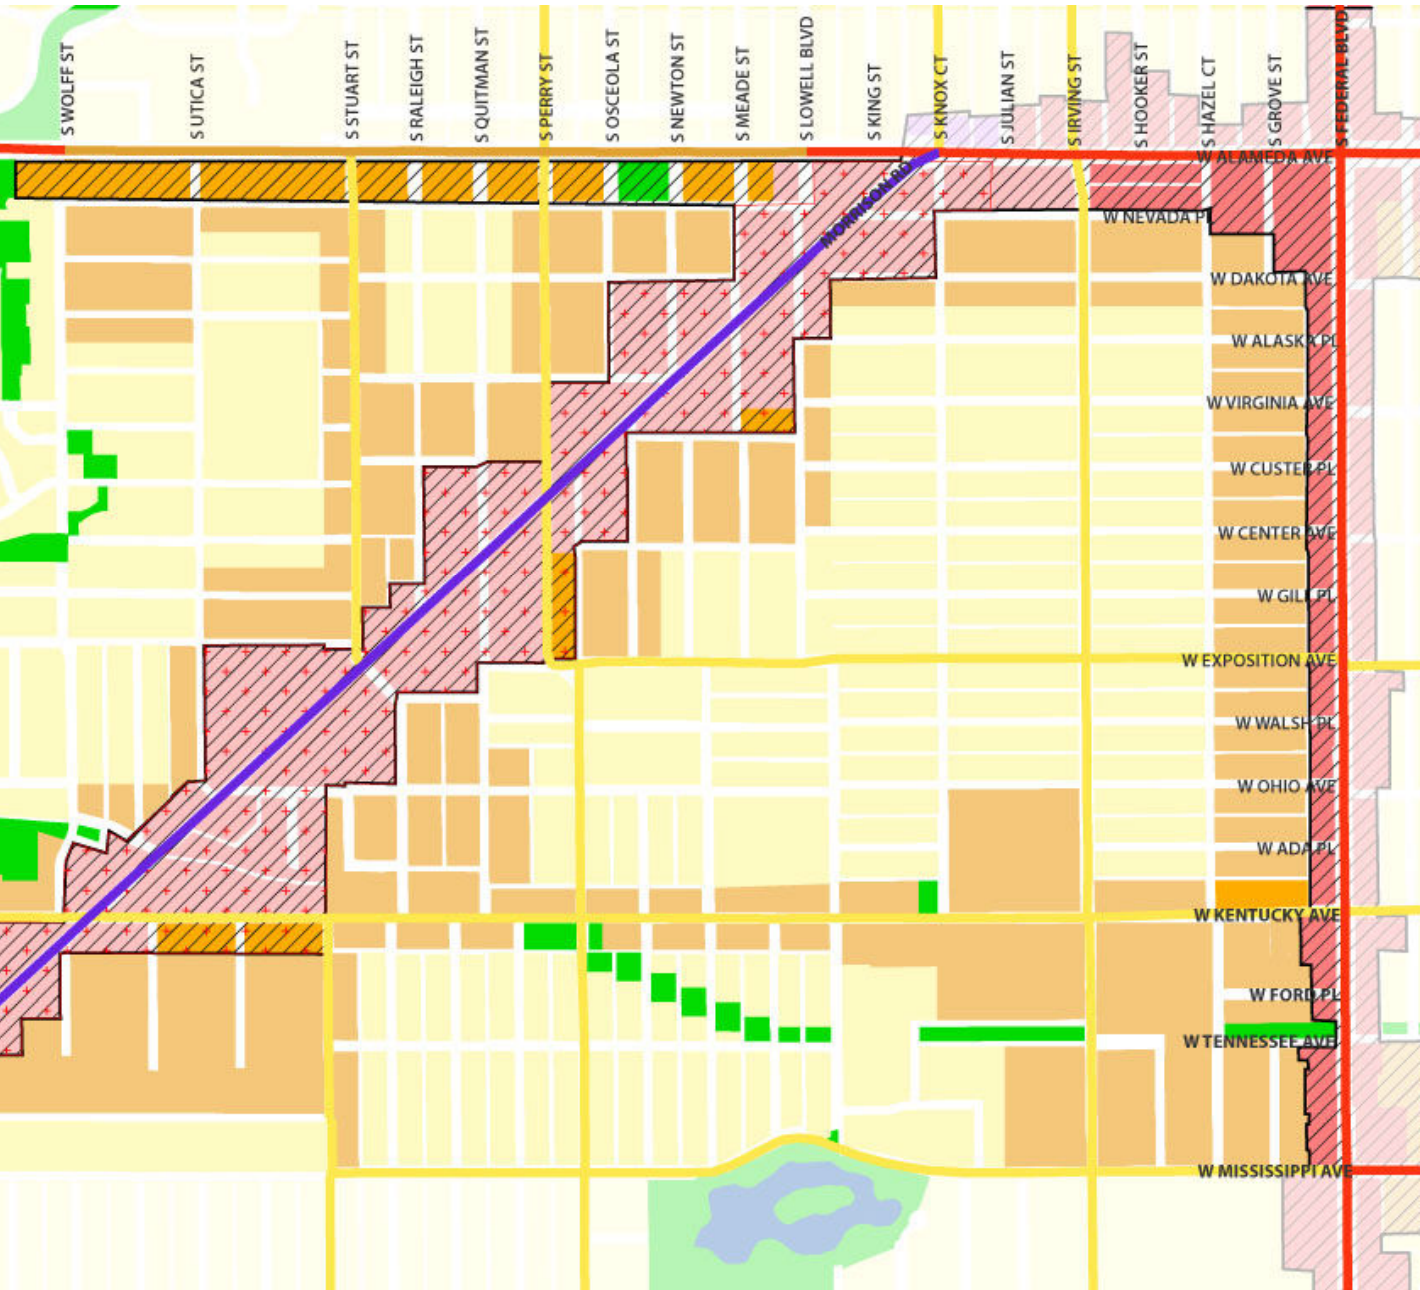 S WOLFF ST
S UTICA ST
S STUART ST
S RALEIGH ST
S QUITMAN ST
S PERRY ST
S OSCEOLA ST
S NEWTON ST
S MEADE ST
S LOWELL BLVD
S KING ST
S KNOX CT
S JULIAN ST
S IRVING ST
S HOOKER ST
S HAZEL CT
S GROVE ST
S FEDERAL BLVD
W ALAMEDA AVE
MORRISON RD
W NEVADA PL
W DAKOTA AVE
W ALASKA PL
W VIRGINIA AVE
W CUSTER PL
W CENTER AVE
W GILL PL
W EXPOSITION AVE
W WALSH PL
W OHIO AVE
W ADA PL
W KENTUCKY AVE
W FORD PL
W TENNESSEE AVE
W MISSISSIPPI AVE